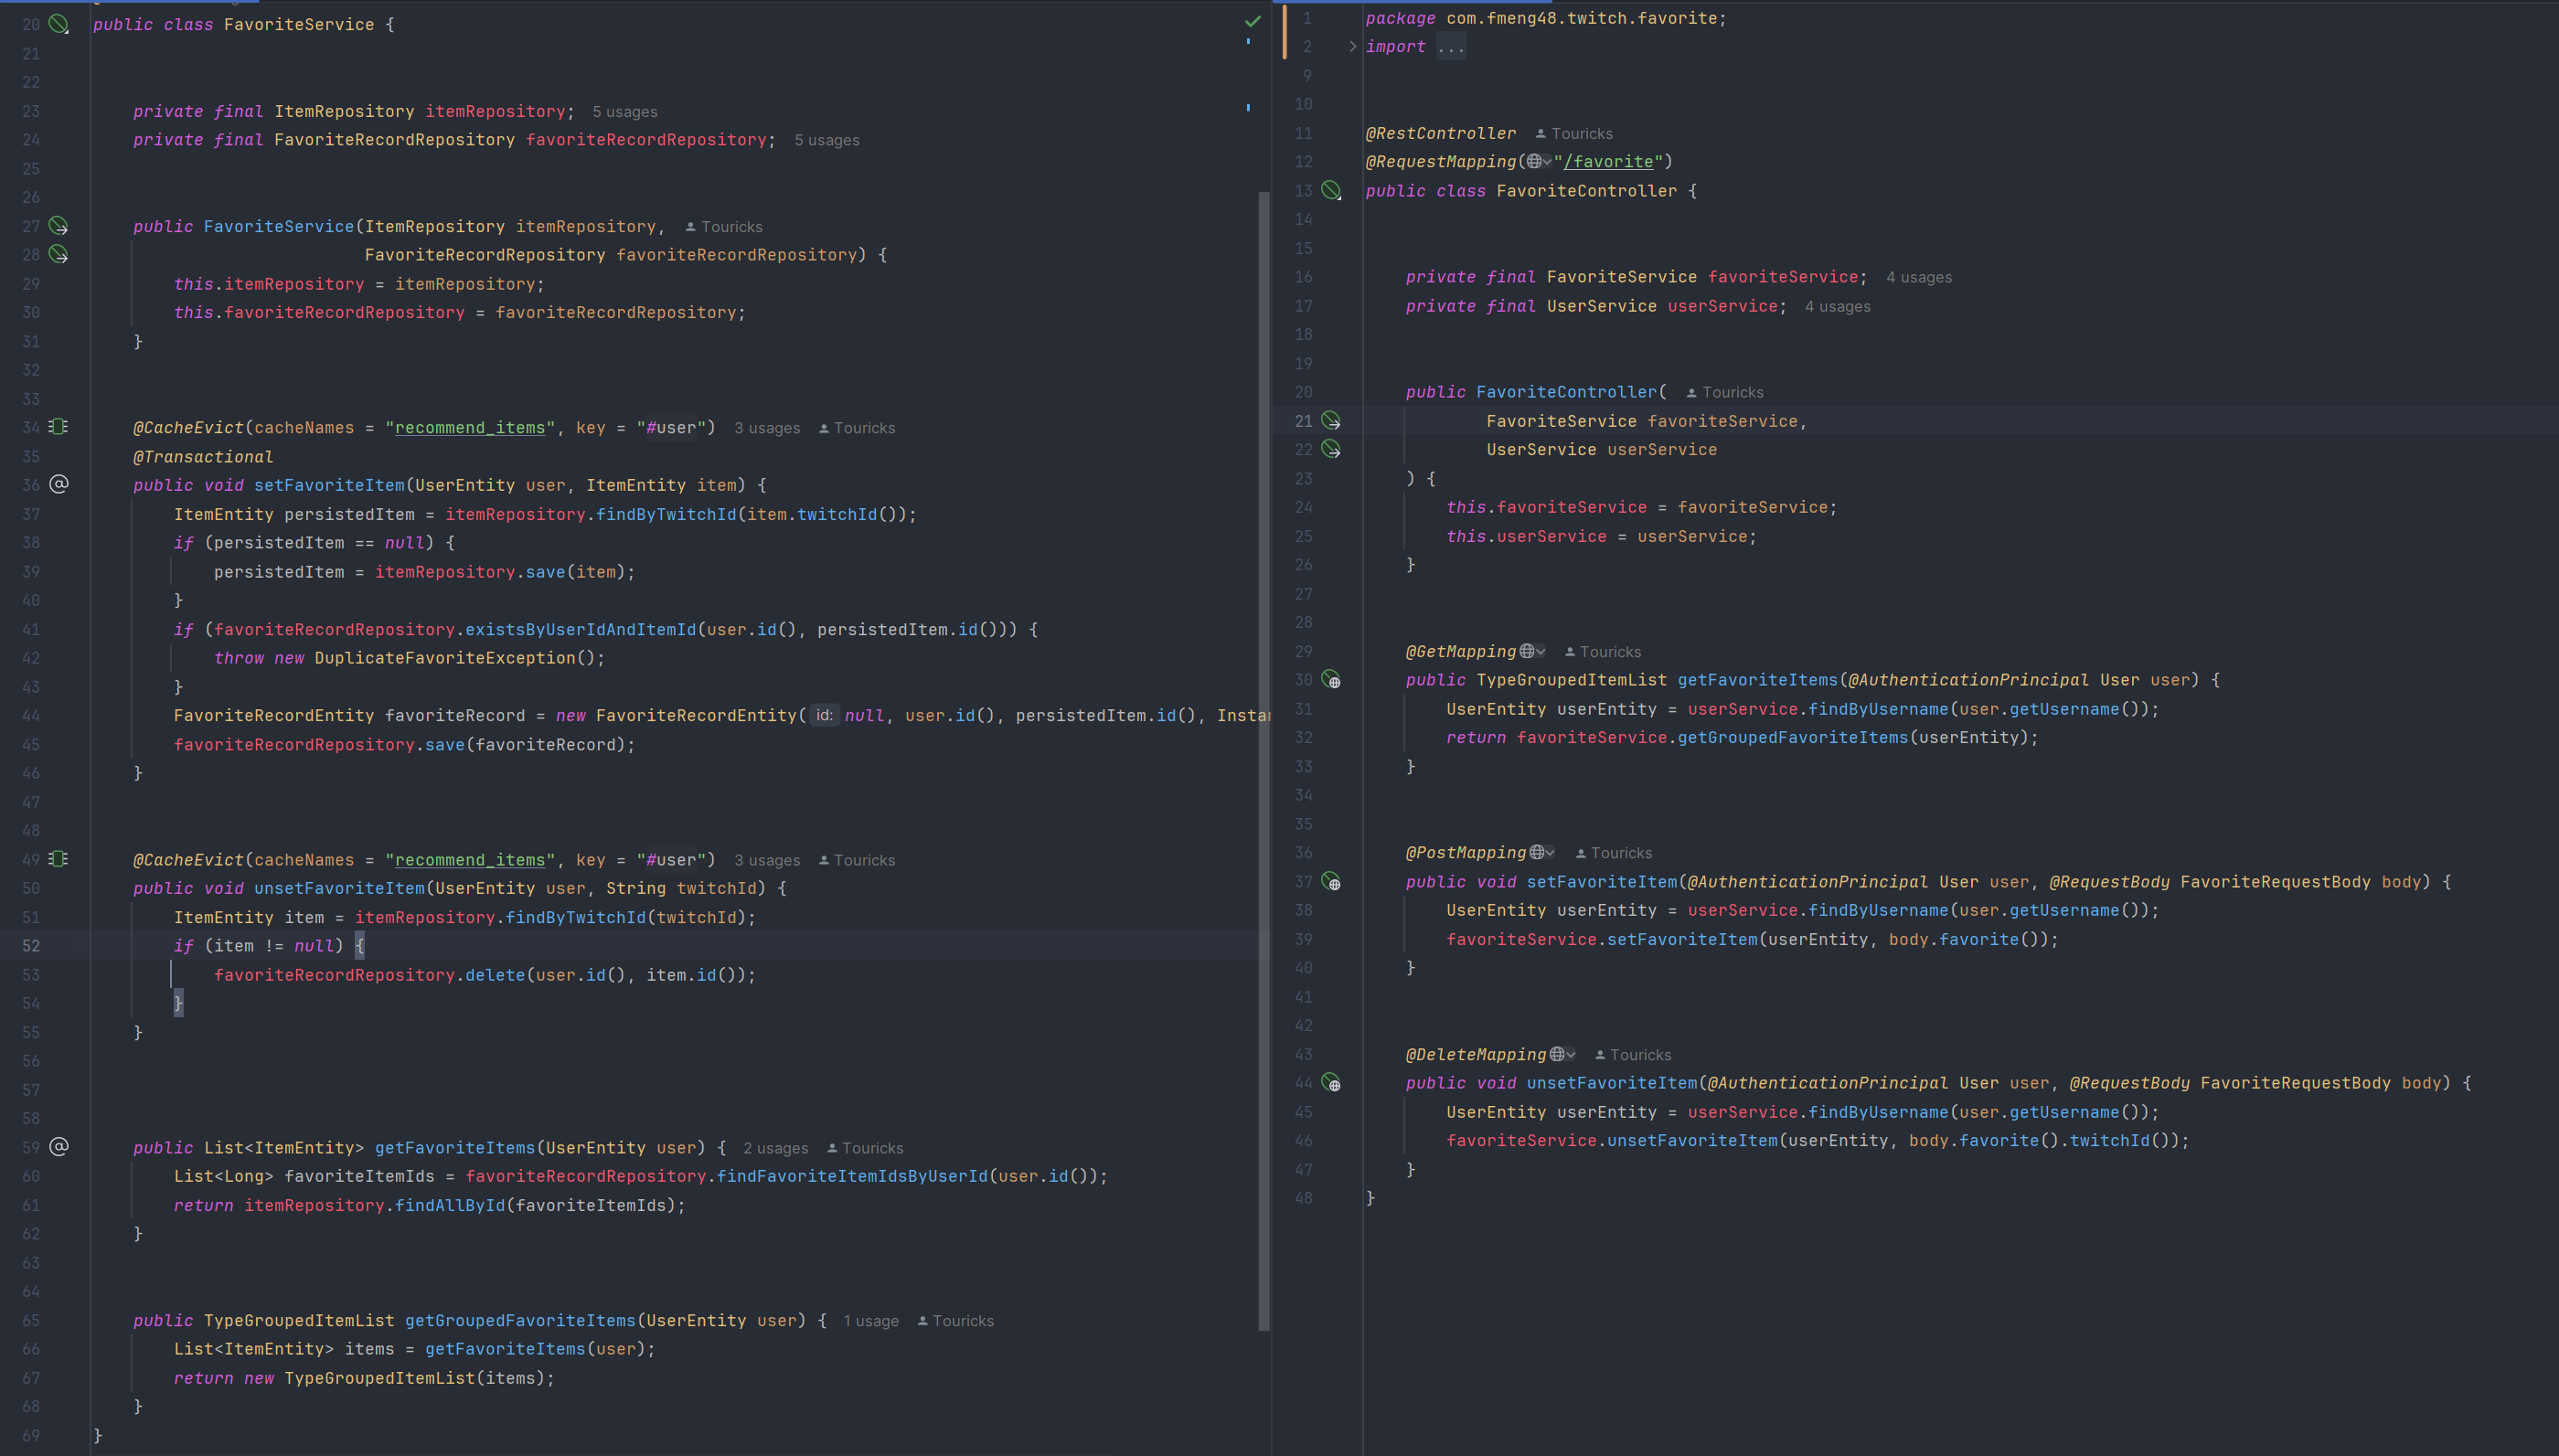 20 public class FavoriteService {
21
22
23 private final ItemRepository itemRepository; 5 usages
24 private final FavoriteRecordRepository favoriteRecordRepository; 5 usages
25
26
27 public FavoriteService(ItemRepository itemRepository, Touricks
28 FavoriteRecordRepository favoriteRecordRepository) {
29 this.itemRepository = itemRepository;
30 this.favoriteRecordRepository = favoriteRecordRepository;
31 }
32
33
34 @CacheEvict(cacheNames = "recommend_items", key = "#user") 3 usages Touricks
35 @Transactional
36 public void setFavoriteItem(UserEntity user, ItemEntity item) {
37 ItemEntity persistedItem = itemRepository.findByTwitchId(item.twitchId());
38 if (persistedItem == null) {
39 persistedItem = itemRepository.save(item);
40 }
41 if (favoriteRecordRepository.existsByUserIdAndItemId(user.id(), persistedItem.id())) {
42 throw new DuplicateFavoriteException();
43 }
44 FavoriteRecordEntity favoriteRecord = new FavoriteRecordEntity( id: null, user.id(), persistedItem.id(), Insta
45 favoriteRecordRepository.save(favoriteRecord);
46 }
47
48
49 @CacheEvict(cacheNames = "recommend_items", key = "#user") 3 usages Touricks
50 public void unsetFavoriteItem(UserEntity user, String twitchId) {
51 ItemEntity item = itemRepository.findByTwitchId(twitchId);
52 if (item != null) {
53 favoriteRecordRepository.delete(user.id(), item.id());
54 }
55 }
56
57
58
59 public List<ItemEntity> getFavoriteItems(UserEntity user) { 2 usages Touricks
60 List<Long> favoriteItemIds = favoriteRecordRepository.findFavoriteItemIdsByUserId(user.id());
61 return itemRepository.findAllById(favoriteItemIds);
62 }
63
64
65 public TypeGroupedItemList getGroupedFavoriteItems(UserEntity user) { 1 usage Touricks
66 List<ItemEntity> items = getFavoriteItems(user);
67 return new TypeGroupedItemList(items);
68 }
69 }
1 package com.fmeng48.twitch.favorite;
2 import ...
9
10
11 @RestController Touricks
12 @RequestMapping("/favorite")
13 public class FavoriteController {
14
15
16 private final FavoriteService favoriteService; 4 usages
17 private final UserService userService; 4 usages
18
19
20 public FavoriteController( Touricks
21 FavoriteService favoriteService,
22 UserService userService
23 ) {
24 this.favoriteService = favoriteService;
25 this.userService = userService;
26 }
27
28
29 @GetMapping Touricks
30 public TypeGroupedItemList getFavoriteItems(@AuthenticationPrincipal User user) {
31 UserEntity userEntity = userService.findByUsername(user.getUsername());
32 return favoriteService.getGroupedFavoriteItems(userEntity);
33 }
34
35
36 @PostMapping Touricks
37 public void setFavoriteItem(@AuthenticationPrincipal User user, @RequestBody FavoriteRequestBody body) {
38 UserEntity userEntity = userService.findByUsername(user.getUsername());
39 favoriteService.setFavoriteItem(userEntity, body.favorite());
40 }
41
42
43 @DeleteMapping Touricks
44 public void unsetFavoriteItem(@AuthenticationPrincipal User user, @RequestBody FavoriteRequestBody body) {
45 UserEntity userEntity = userService.findByUsername(user.getUsername());
46 favoriteService.unsetFavoriteItem(userEntity, body.favorite().twitchId());
47 }
48 }